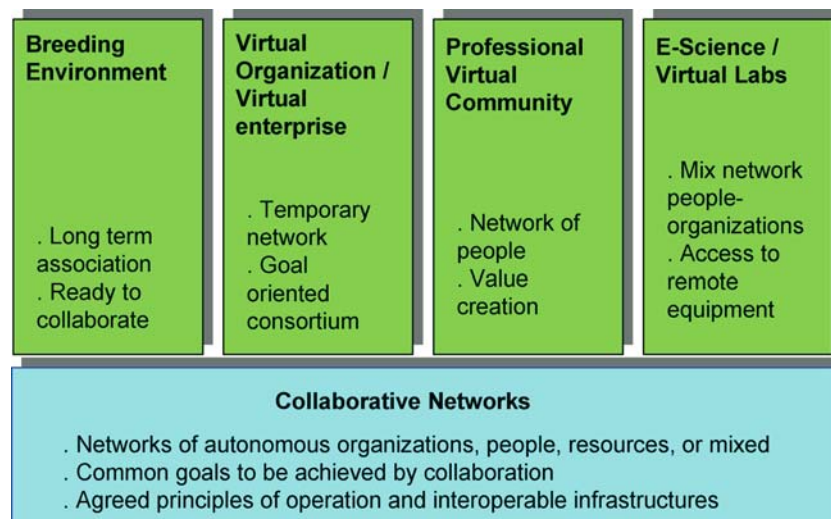 Breeding
Environment
. Long term
association
. Ready to
collaborate
Virtual
Organization /
Virtual
enterprise
. Temporary
network
. Goal
oriented
consortium
Professional
Virtual
Community
. Network of
people
. Value
creation
E-Science /
Virtual Labs
. Mix network
people-
organizations
. Access to
remote
equipment
Collaborative Networks
. Networks of autonomous organizations, people, resources, or mixed
. Common goals to be achieved by collaboration
. Agreed principles of operation and interoperable infrastructures